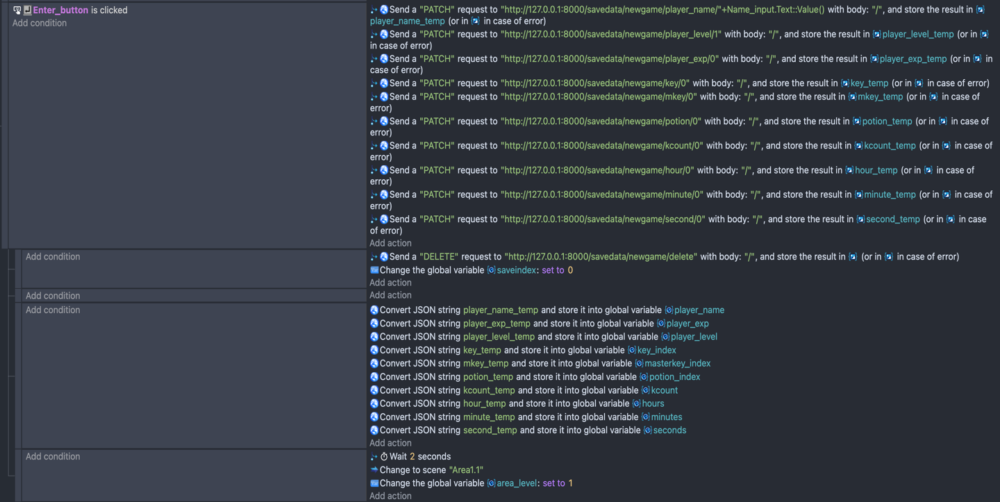 Enter_button is clicked
Add condition
Send a "PATCH" request to "http://127.0.0.1:8000/savedata/newgame/player_name/"+Name_input.Text::Value() with body: "/", and store the result in
player_name_temp (or in in case of error)
Send a "PATCH" request to "http://127.0.0.1:8000/savedata/newgame/player_level/1" with body: "/", and store the result in player_level_temp (or in
in case of error)
Send a "PATCH" request to "http://127.0.0.1:8000/savedata/newgame/player_exp/0" with body: "/", and store the result in player_exp_temp (or in in
case of error)
Send a "PATCH" request to "http://127.0.0.1:8000/savedata/newgame/key/0" with body: "/", and store the result in key_temp (or in in case of error)
Send a "PATCH" request to "http://127.0.0.1:8000/savedata/newgame/mkey/0" with body: "/", and store the result in mkey_temp (or in in case of
error)
Send a "PATCH" request to "http://127.0.0.1:8000/savedata/newgame/potion/0" with body: "/", and store the result in potion_temp (or in in case of
error)
Send a "PATCH" request to "http://127.0.0.1:8000/savedata/newgame/kcount/0" with body: "/", and store the result in kcount_temp (or in in case of
error)
Send a "PATCH" request to "http://127.0.0.1:8000/savedata/newgame/hour/0" with body: "/", and store the result in hour_temp (or in in case of
error)
Send a "PATCH" request to "http://127.0.0.1:8000/savedata/newgame/minute/0" with body: "/", and store the result in minute_temp (or in in case of
error)
Send a "PATCH" request to "http://127.0.0.1:8000/savedata/newgame/second/0" with body: "/", and store the result in second_temp (or in in case
of error)
Add action
Add condition
Send a "DELETE" request to "http://127.0.0.1:8000/savedata/newgame/delete" with body: "/", and store the result in (or in in case of error)
Change the global variable saveindex: set to 0
Add action
Add condition
Add action
Add condition
Convert JSON string player_name_temp and store it into global variable player_name
Convert JSON string player_exp_temp and store it into global variable player_exp
Convert JSON string player_level_temp and store it into global variable player_level
Convert JSON string key_temp and store it into global variable key_index
Convert JSON string mkey_temp and store it into global variable masterkey_index
Convert JSON string potion_temp and store it into global variable potion_index
Convert JSON string kcount_temp and store it into global variable kcount
Convert JSON string hour_temp and store it into global variable hours
Convert JSON string minute_temp and store it into global variable minutes
Convert JSON string second_temp and store it into global variable seconds
Add action
Add condition
Wait 2 seconds
Change to scene "Area1.1"
Change the global variable area_level: set to 1
Add action